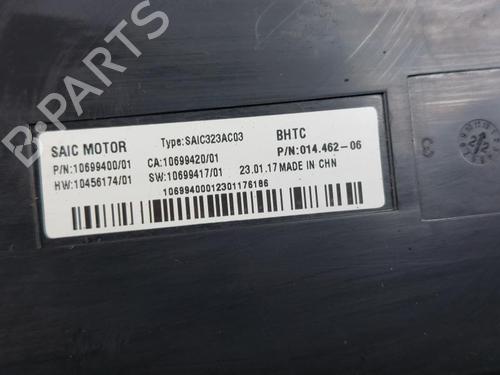 SAIC MOTOR Type:SAIC323AC03 BHTC
P/N:10699400/01 CA:10699420/01 P/N:014.462-06
HW:10456174/01 SW:10699417/01 23.01.17 MADE IN CHN
10699400012301176186
3
B-PARTS